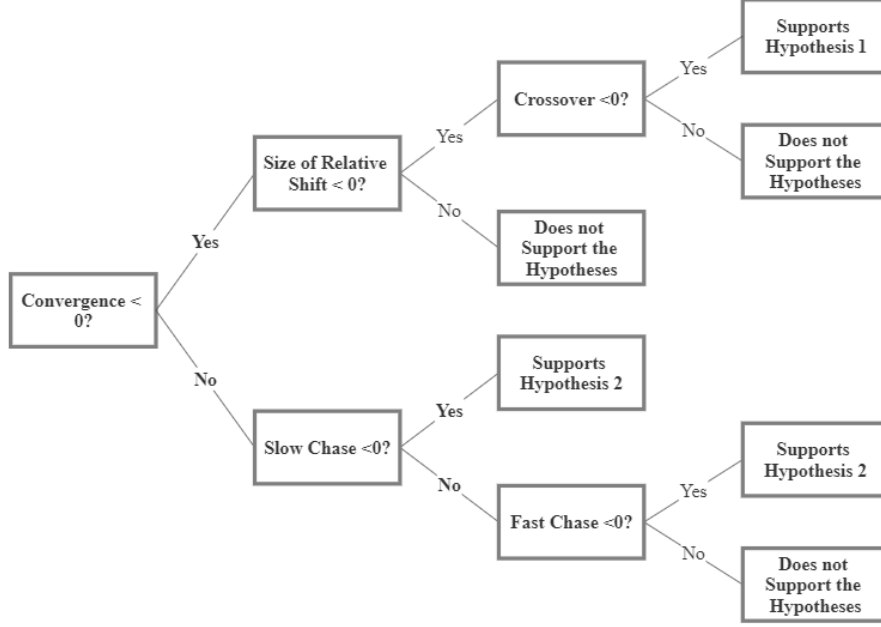 Supports
Hypothesis 1
Yes
Crossover <0?
No
Does not
Support the
Hypotheses
Yes
Size of Relative
Shift < 0?
No
Does not
Support the
Hypotheses
Yes
Convergence <
0?
No
Supports
Hypothesis 2
Yes
Slow Chase <0?
No
Supports
Hypothesis 2
Yes
Fast Chase <0?
No
Does not
Support the
Hypotheses